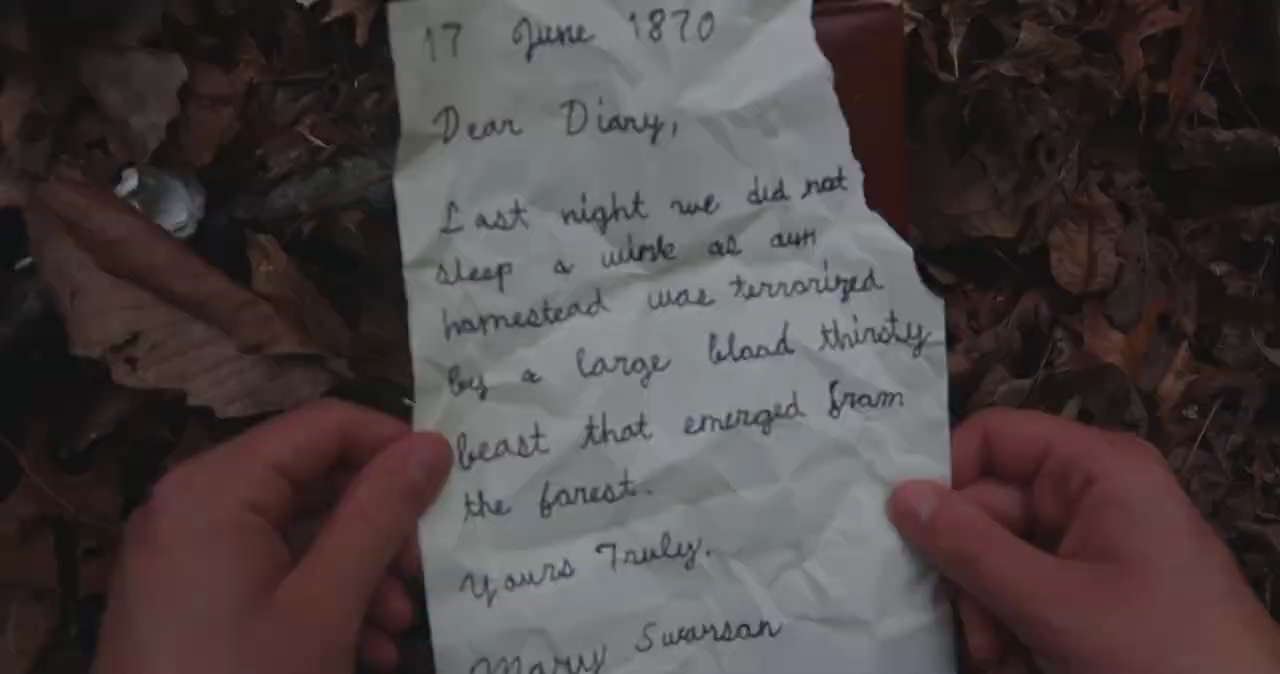 17 June 1870
Dear Diary,
Last night we did not
sleep a wink as our
homestead was terrorized
by a large blood thirsty
beast that emerged from
the forest.
Yours Truly,
Mary Swanson